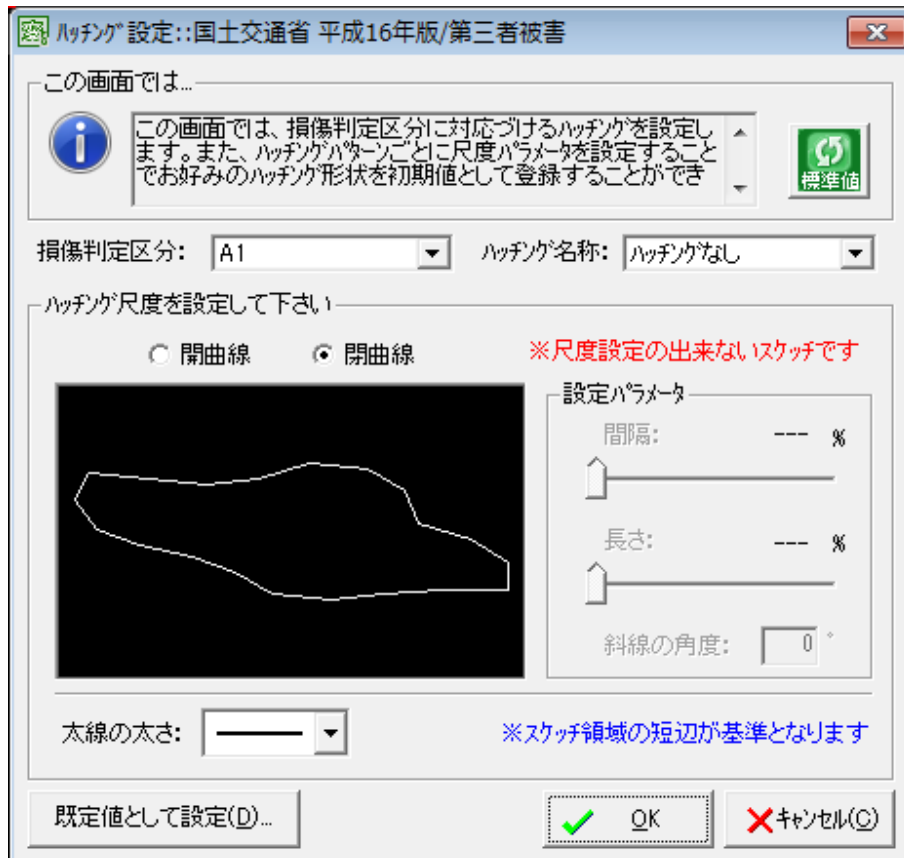 ﾊｯﾁﾝｸﾞ設定::国土交通省 平成16年版/第三者被害
この画面では...
この画面では、損傷判定区分に対応づけるﾊｯﾁﾝｸﾞを設定し
ます。また、ﾊｯﾁﾝｸﾞﾊﾟﾀｰﾝごとに尺度ﾊﾟﾗﾒｰﾀを設定すること
でお好みのﾊｯﾁﾝｸﾞ形状を初期値として登録することができ
標準値
損傷判定区分: A1 ﾊｯﾁﾝｸﾞ名称: ﾊｯﾁﾝｸﾞなし
ﾊｯﾁﾝｸﾞ尺度を設定して下さい
開曲線 閉曲線 ※尺度設定の出来ないｽｹｯﾁです
設定ﾊﾟﾗﾒｰﾀ
間隔: --- %
長さ: --- %
斜線の角度: 0 °
太線の太さ: ※ｽｹｯﾁ領域の短辺が基準となります
既定値として設定(D)... OK ｷｬﾝｾﾙ(C)